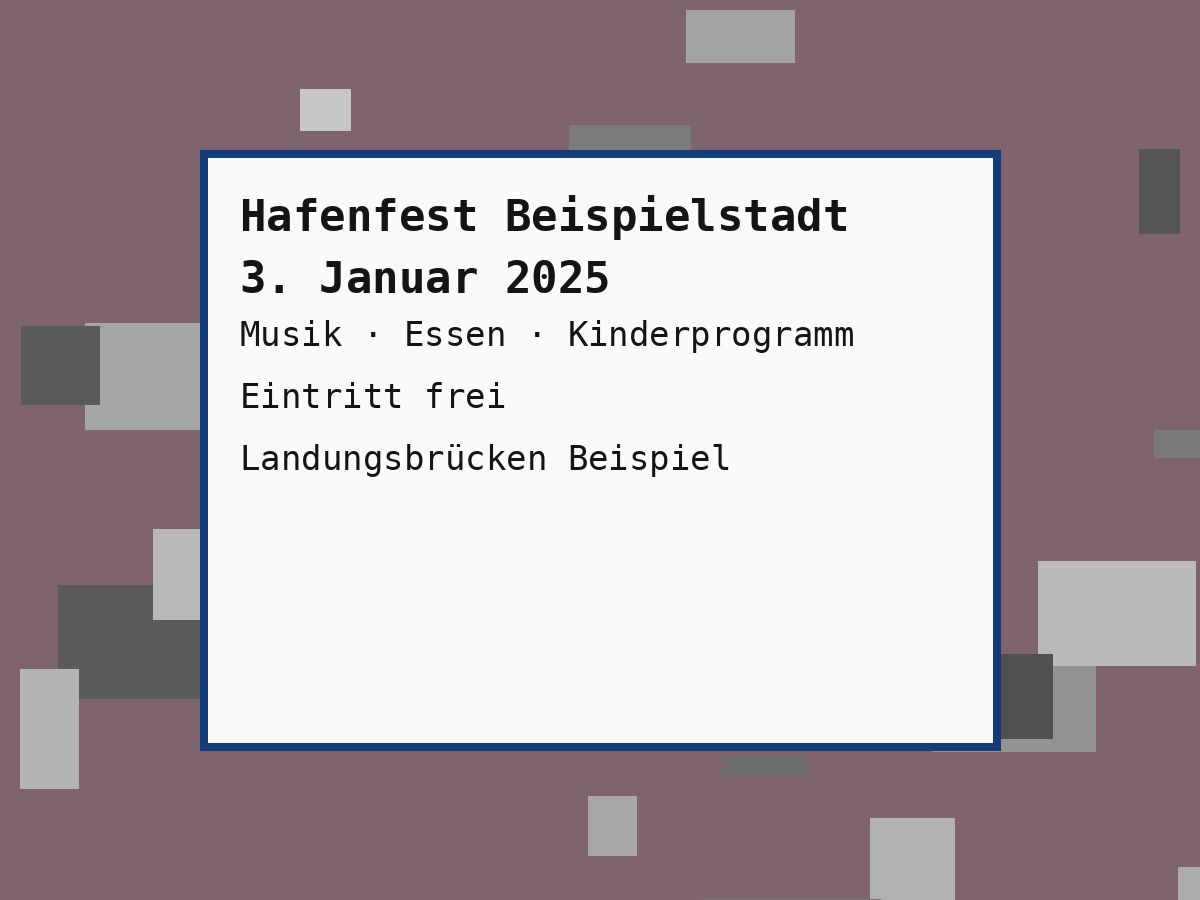 Hafenfest Beispielstadt
3. Januar 2025
Musik · Essen · Kinderprogramm
Eintritt frei
Landungsbrücken Beispiel